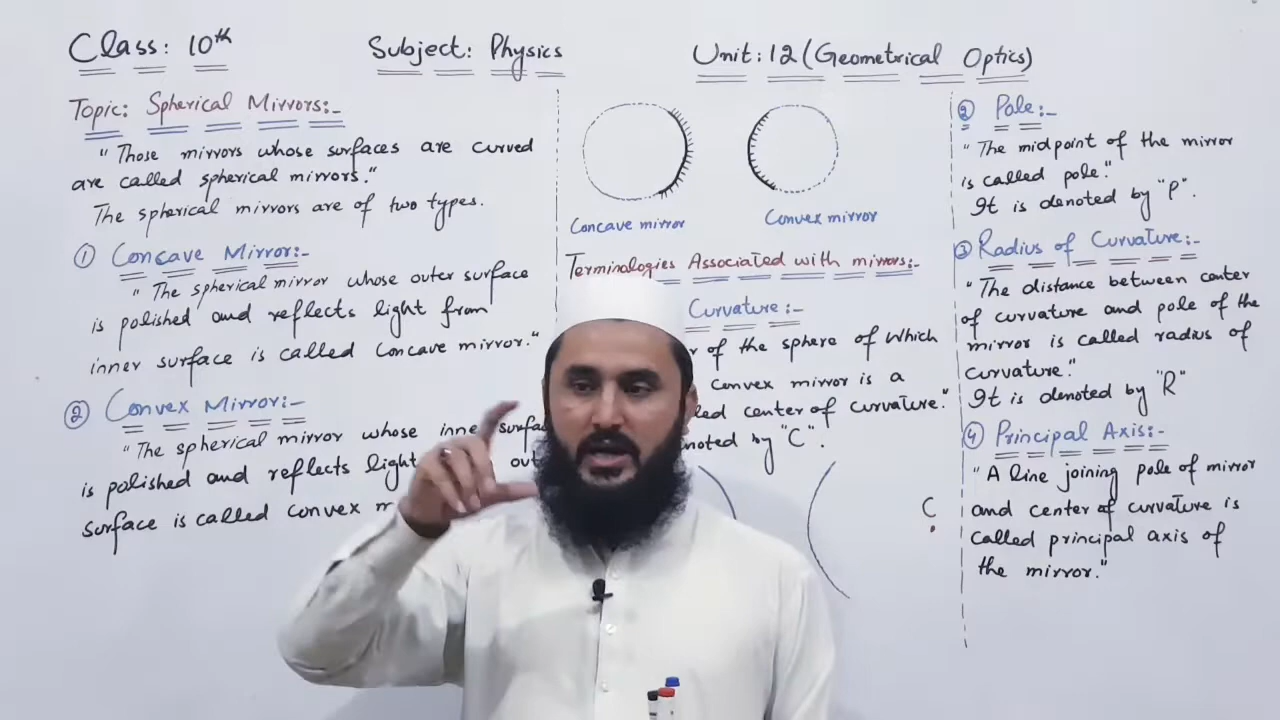 Class: 10th
Subject: Physics
Unit: 12 (Geometrical Optics)
Topic: Spherical Mirrors:-
"Those mirrors whose surfaces are curved
are called spherical mirrors."
The spherical mirrors are of two types.
① Concave Mirror:-
"The spherical mirror whose outer surface
is polished and reflects light from
inner surface is called Concave mirror."
② Convex Mirror:-
"The spherical mirror whose
is polished and reflects
surface is called convex
Concave mirror
Convex mirror
Terminologies Associated with mirrors:-
Curvature:-
of the sphere of which
convex mirror is a
center of curvature."
by "C".
C
② Pole:-
"The midpoint of the mirror
is called pole."
It is denoted by "P".
③ Radius of Curvature:-
"The distance between center
of curvature and pole of the
mirror is called radius of
curvature."
It is denoted by "R"
④ Principal Axis:-
"A line joining pole of mirror
and center of curvature is
called principal axis of
the mirror."